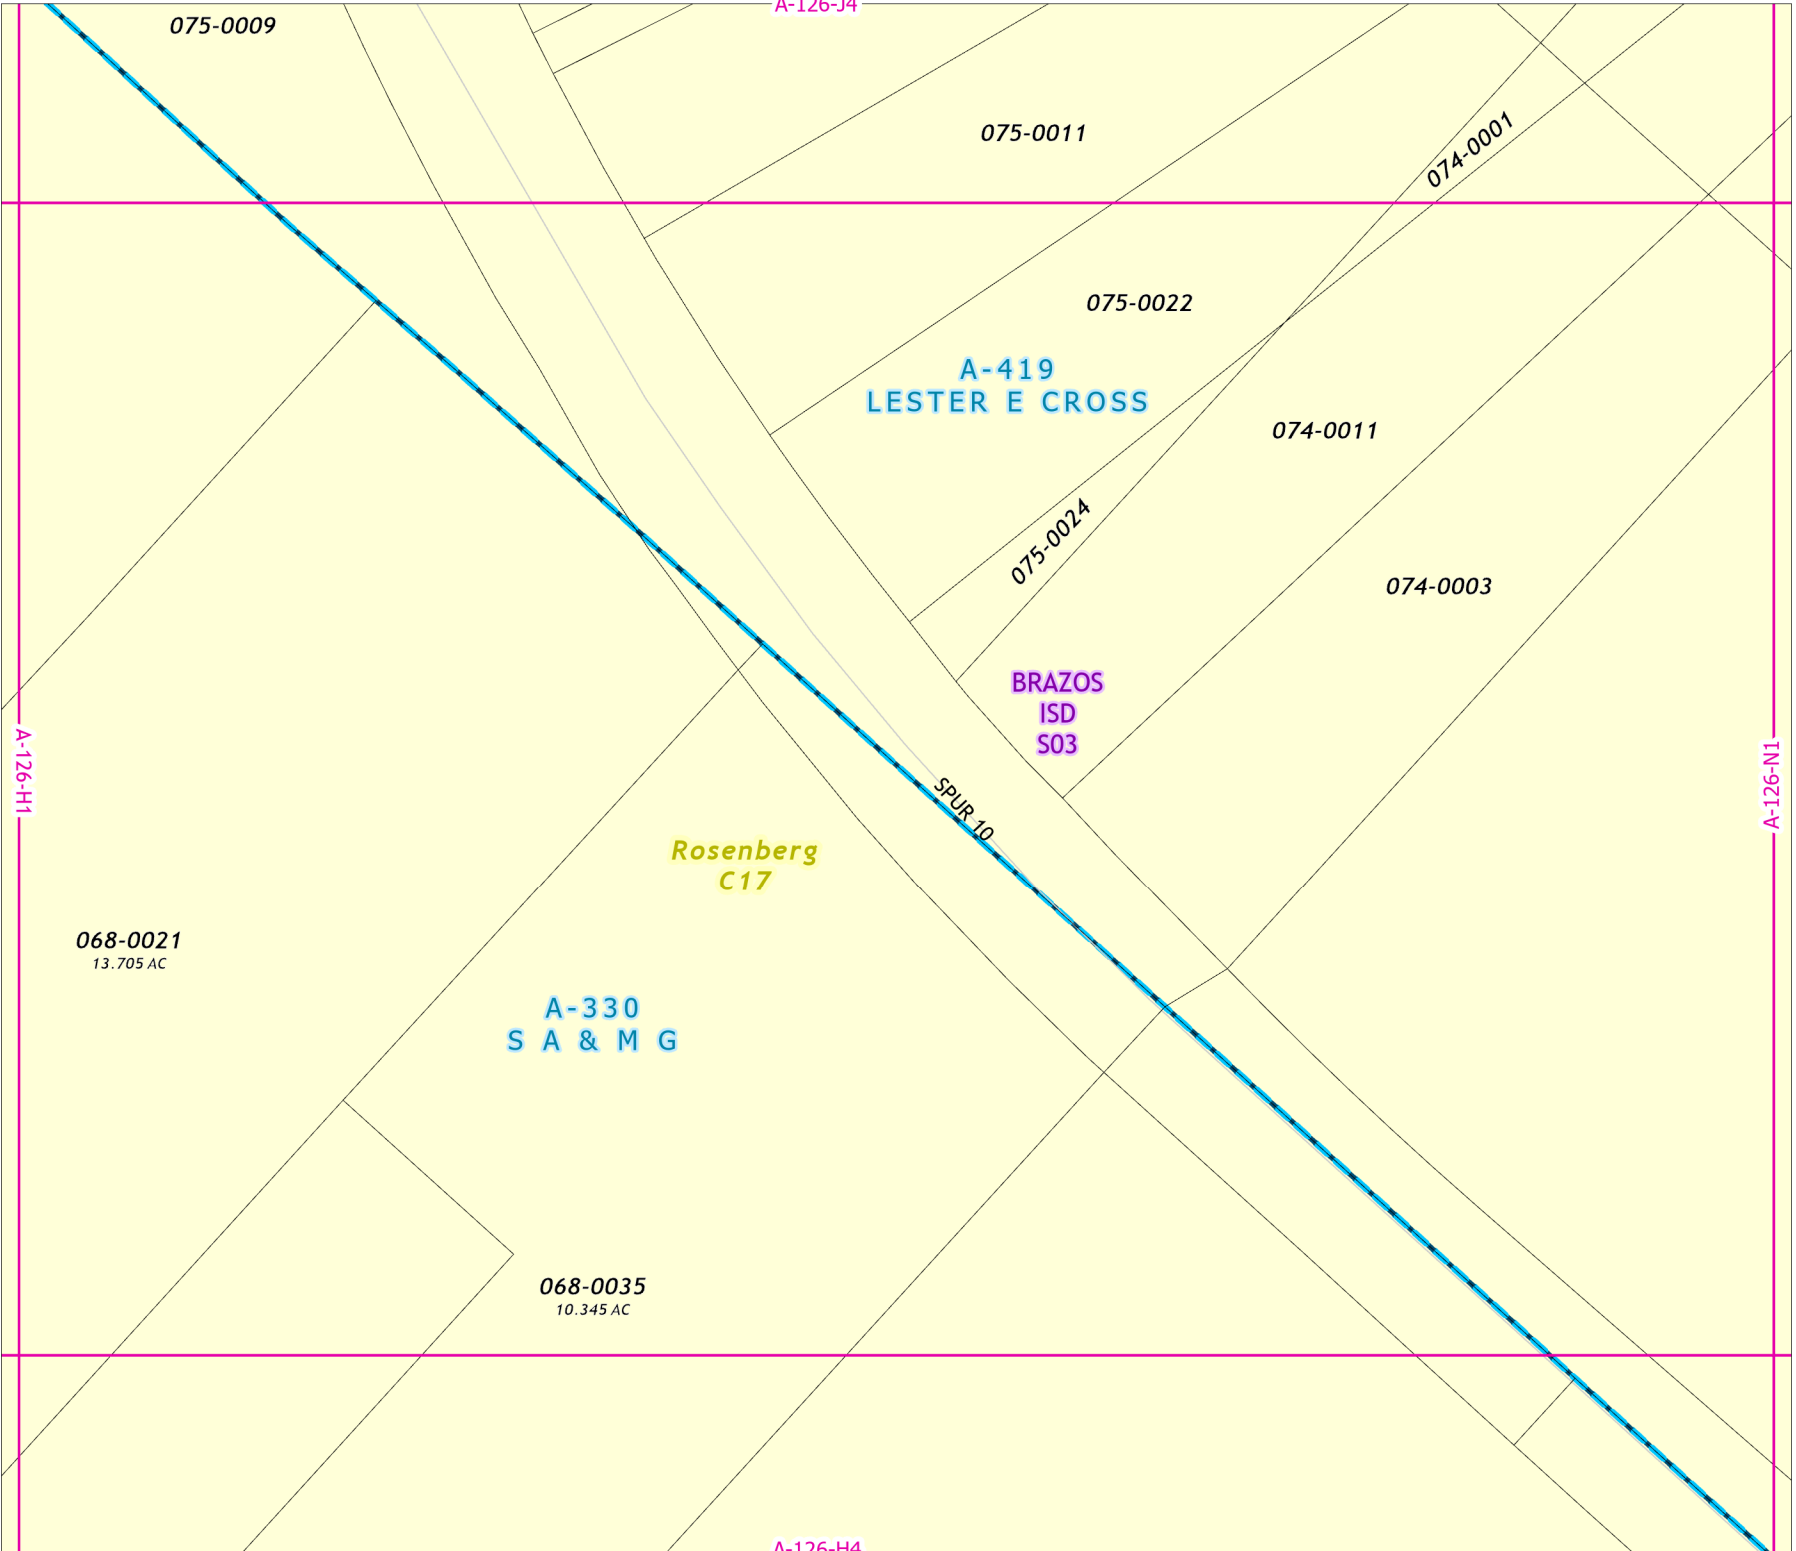 A-126-J4
075-0009
075-0011
074-0001
075-0022
A-419
LESTER E CROSS
074-0011
075-0024
074-0003
BRAZOS
ISD
S03
A-126-H1
A-126-N1
SPUR 10
Rosenberg
C17
068-0021
13.705 AC
A-330
S A & M G
068-0035
10.345 AC
A-126-H4